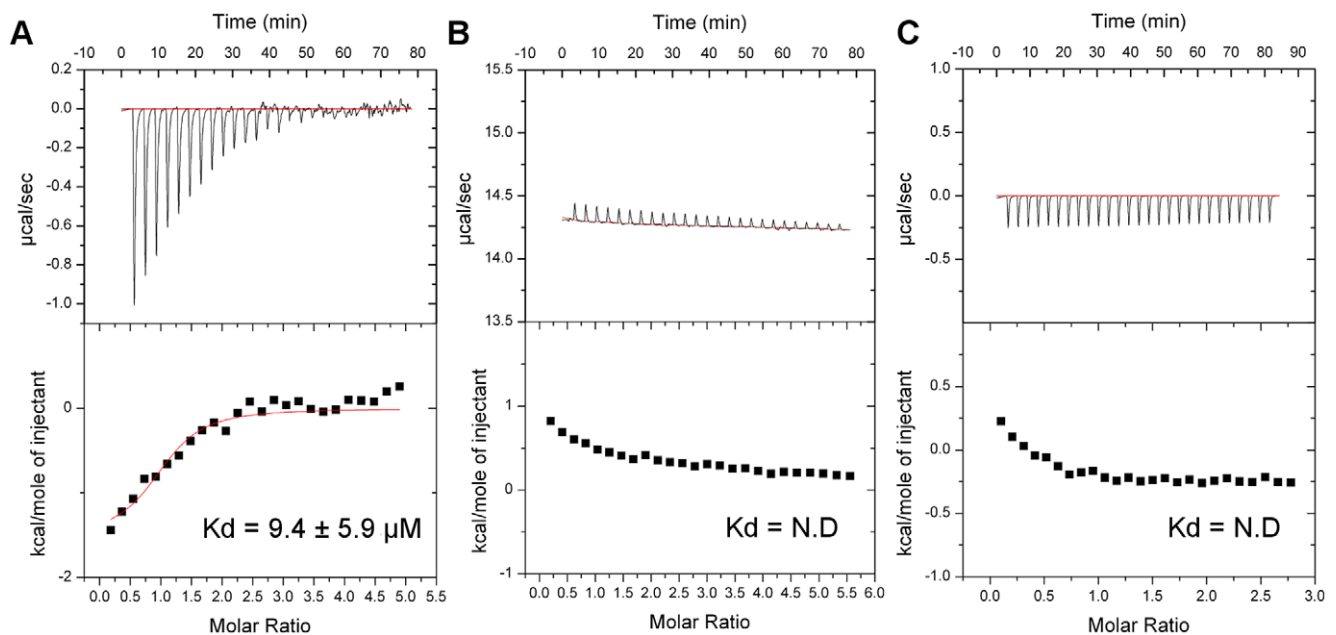 A
Time (min)
-10 0 10 20 30 40 50 60 70 80
0.2
0.0
-0.2
-0.4
-0.6
-0.8
-1.0
µcal/sec
0
-2
kcal/mole of injectant
Kd = 9.4 ± 5.9 µM
0.0 0.5 1.0 1.5 2.0 2.5 3.0 3.5 4.0 4.5 5.0 5.5
Molar Ratio
B
Time (min)
-10 0 10 20 30 40 50 60 70 80
15.5
15.0
14.5
14.0
13.5
µcal/sec
1
0
-1
kcal/mole of injectant
Kd = N.D
0.0 0.5 1.0 1.5 2.0 2.5 3.0 3.5 4.0 4.5 5.0 5.5 6.0
Molar Ratio
C
Time (min)
-10 0 10 20 30 40 50 60 70 80 90
1.0
0.5
0.0
-0.5
µcal/sec
0.5
0.0
-0.5
-1.0
kcal/mole of injectant
Kd = N.D
0.0 0.5 1.0 1.5 2.0 2.5 3.0
Molar Ratio